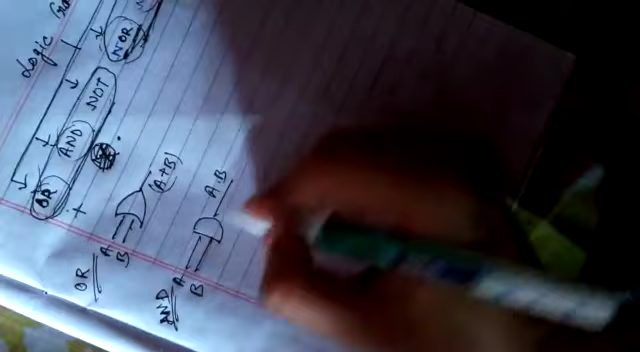 Logic
OR AND NOT NOR
+ .
OR A B (A+B)
AND A B A·B